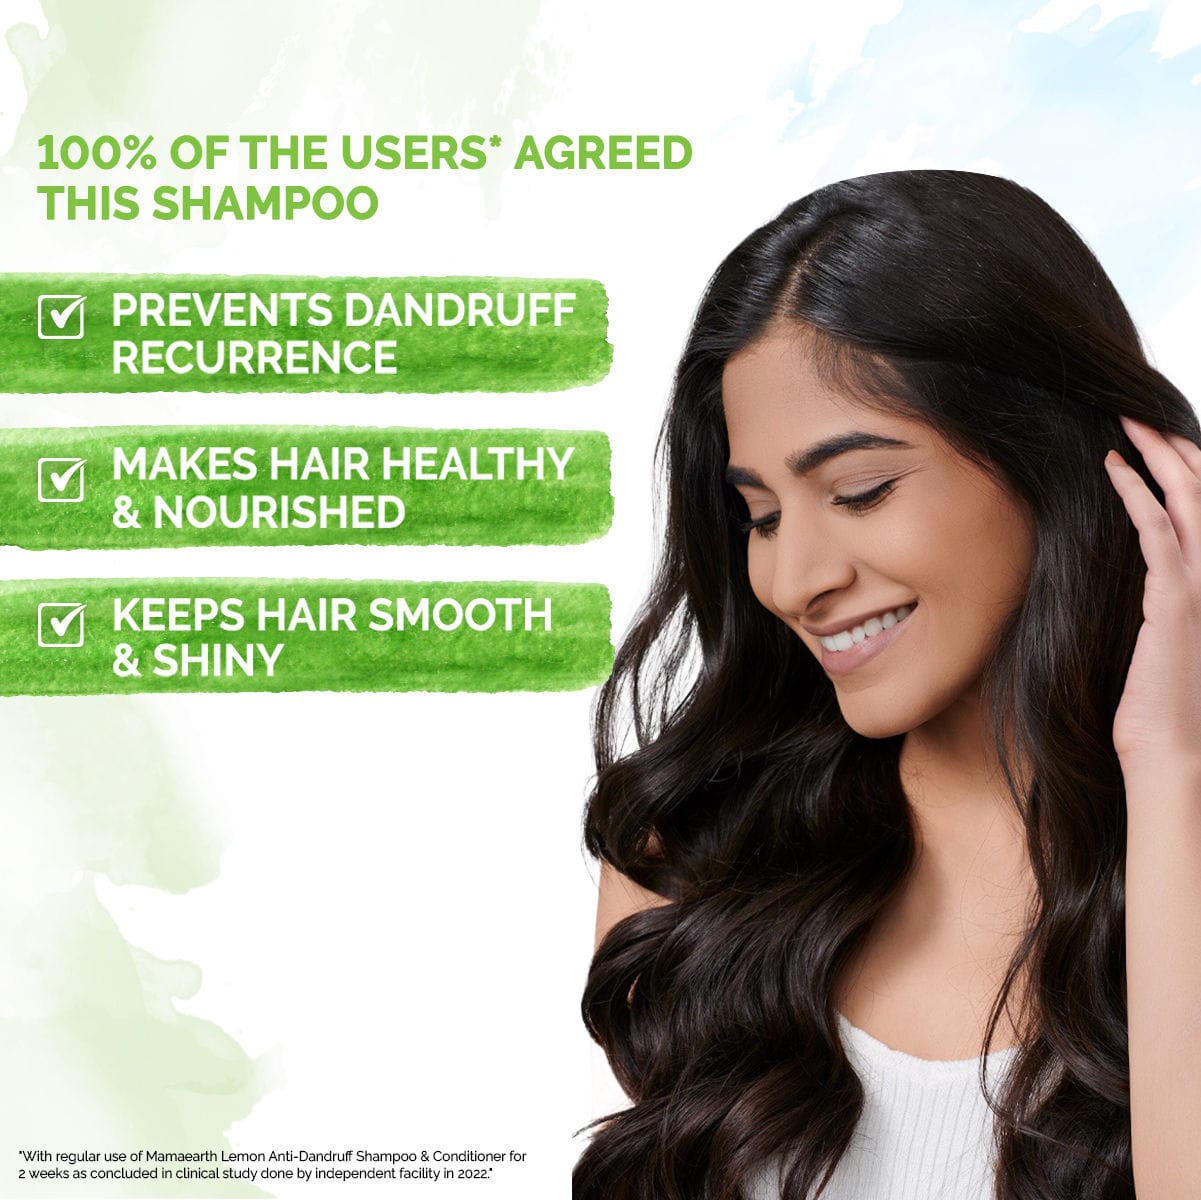 100% OF THE USERS* AGREED
THIS SHAMPOO
PREVENTS DANDRUFF
RECURRENCE
MAKES HAIR HEALTHY
& NOURISHED
KEEPS HAIR SMOOTH
& SHINY
"With regular use of Mamaearth Lemon Anti-Dandruff Shampoo & Conditioner for
2 weeks as concluded in clinical study done by independent facility in 2022."